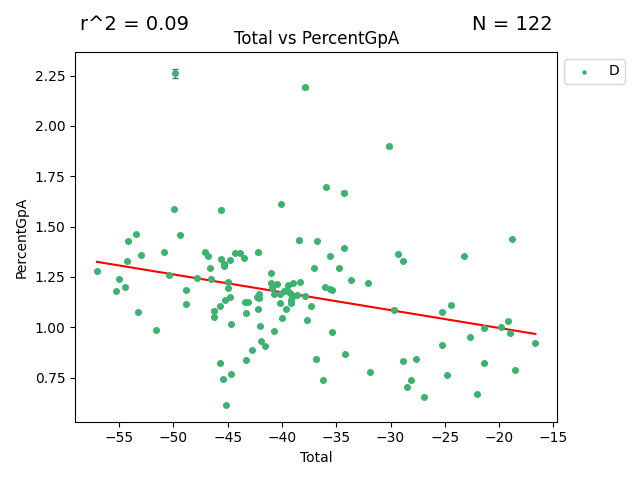 r^2 = 0.09
N = 122
Total vs PercentGpA
D
PercentGpA
2.25
2.00
1.75
1.50
1.25
1.00
0.75
−55
−50
−45
−40
−35
−30
−25
−20
−15
Total